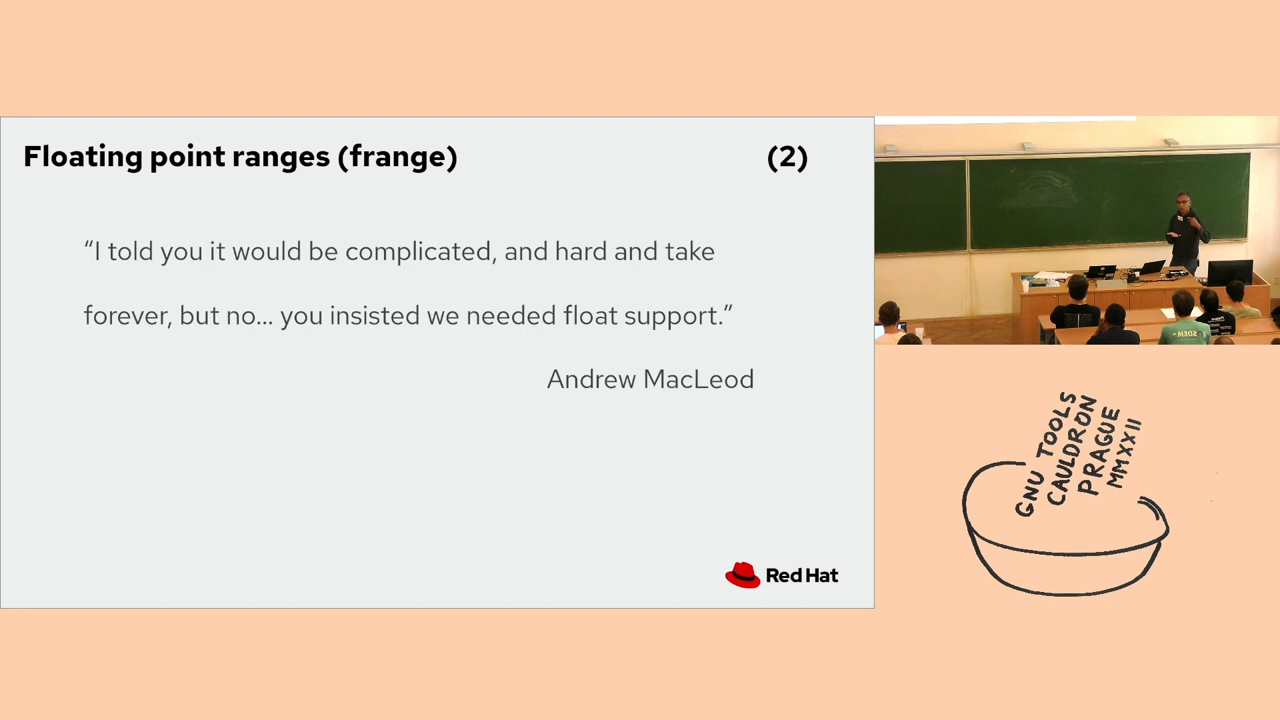 Floating point ranges (frange) (2)
“I told you it would be complicated, and hard and take
forever, but no... you insisted we needed float support.”
Andrew MacLeod
Red Hat
GNU TOOLS
CAULDRON
PRAGUE
MMXXII